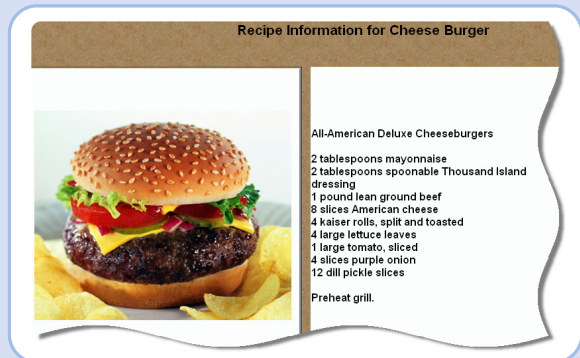 Recipe Information for Cheese Burger
All-American Deluxe Cheeseburgers
2 tablespoons mayonnaise
2 tablespoons spoonable Thousand Island
dressing
1 pound lean ground beef
8 slices American cheese
4 kaiser rolls, split and toasted
4 large lettuce leaves
1 large tomato, sliced
4 slices purple onion
12 dill pickle slices
Preheat grill.